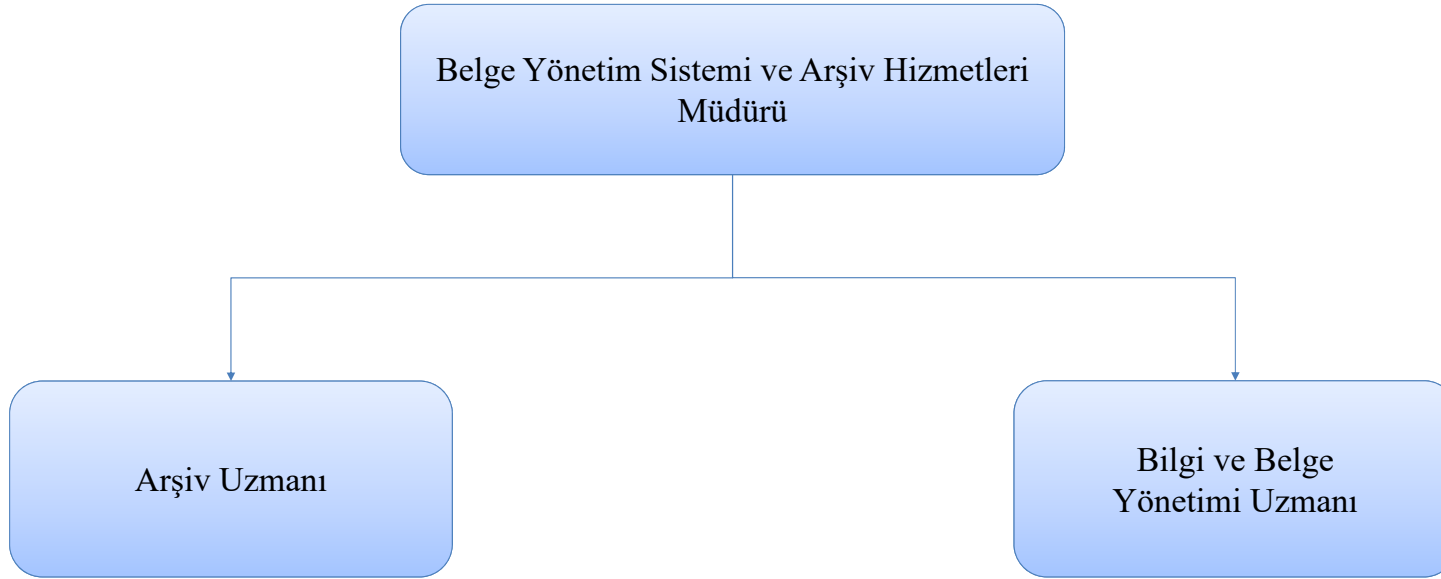 Belge Yönetim Sistemi ve Arşiv Hizmetleri
Müdürü
Arşiv Uzmanı
Bilgi ve Belge
Yönetimi Uzmanı